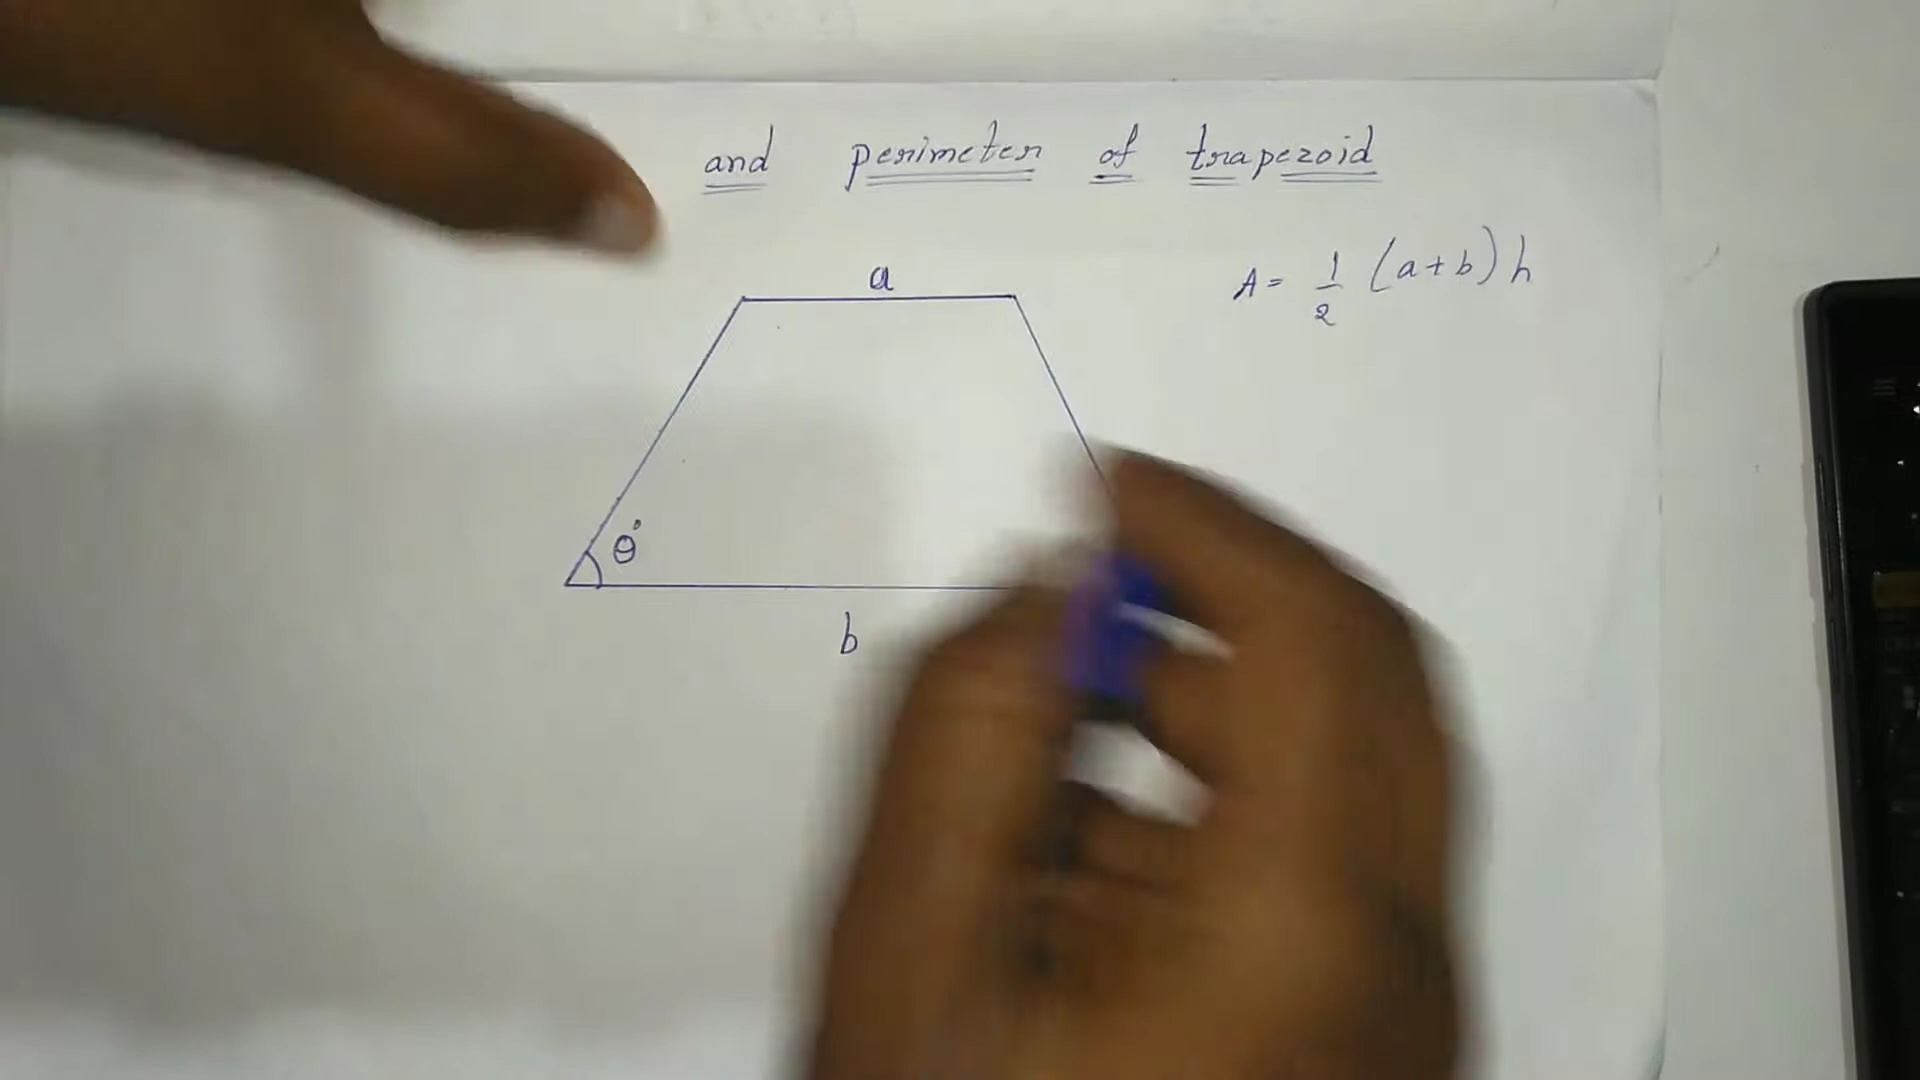 and perimeter of trapezoid
a
A = 1/2 (a+b) h
θ°
b